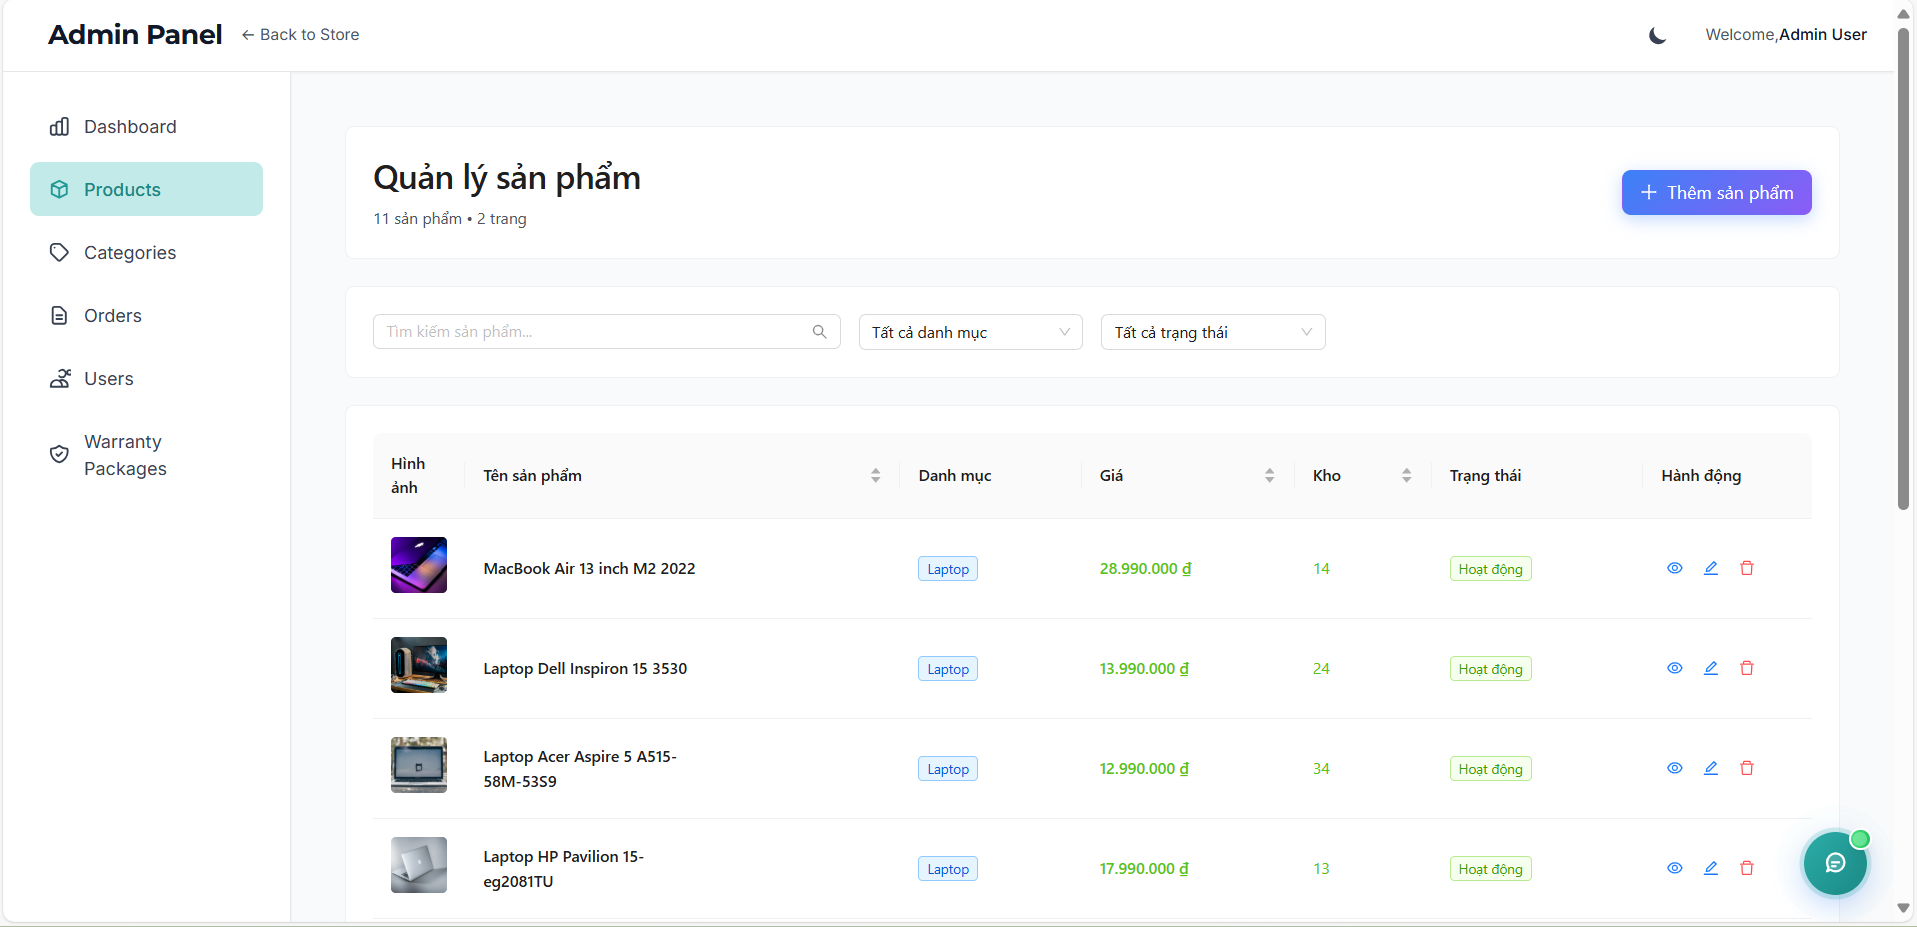 Admin Panel
← Back to Store
Welcome,Admin User
Dashboard
Products
Categories
Orders
Users
Warranty
Packages
Quản lý sản phẩm
11 sản phẩm • 2 trang
+ Thêm sản phẩm
Tìm kiếm sản phẩm...
Tất cả danh mục
Tất cả trạng thái
Hình
ảnh
Tên sản phẩm
Danh mục
Giá
Kho
Trạng thái
Hành động
MacBook Air 13 inch M2 2022
Laptop
28.990.000 ₫
14
Hoạt động
Laptop Dell Inspiron 15 3530
Laptop
13.990.000 ₫
24
Hoạt động
Laptop Acer Aspire 5 A515-
58M-53S9
Laptop
12.990.000 ₫
34
Hoạt động
Laptop HP Pavilion 15-
eg2081TU
Laptop
17.990.000 ₫
13
Hoạt động